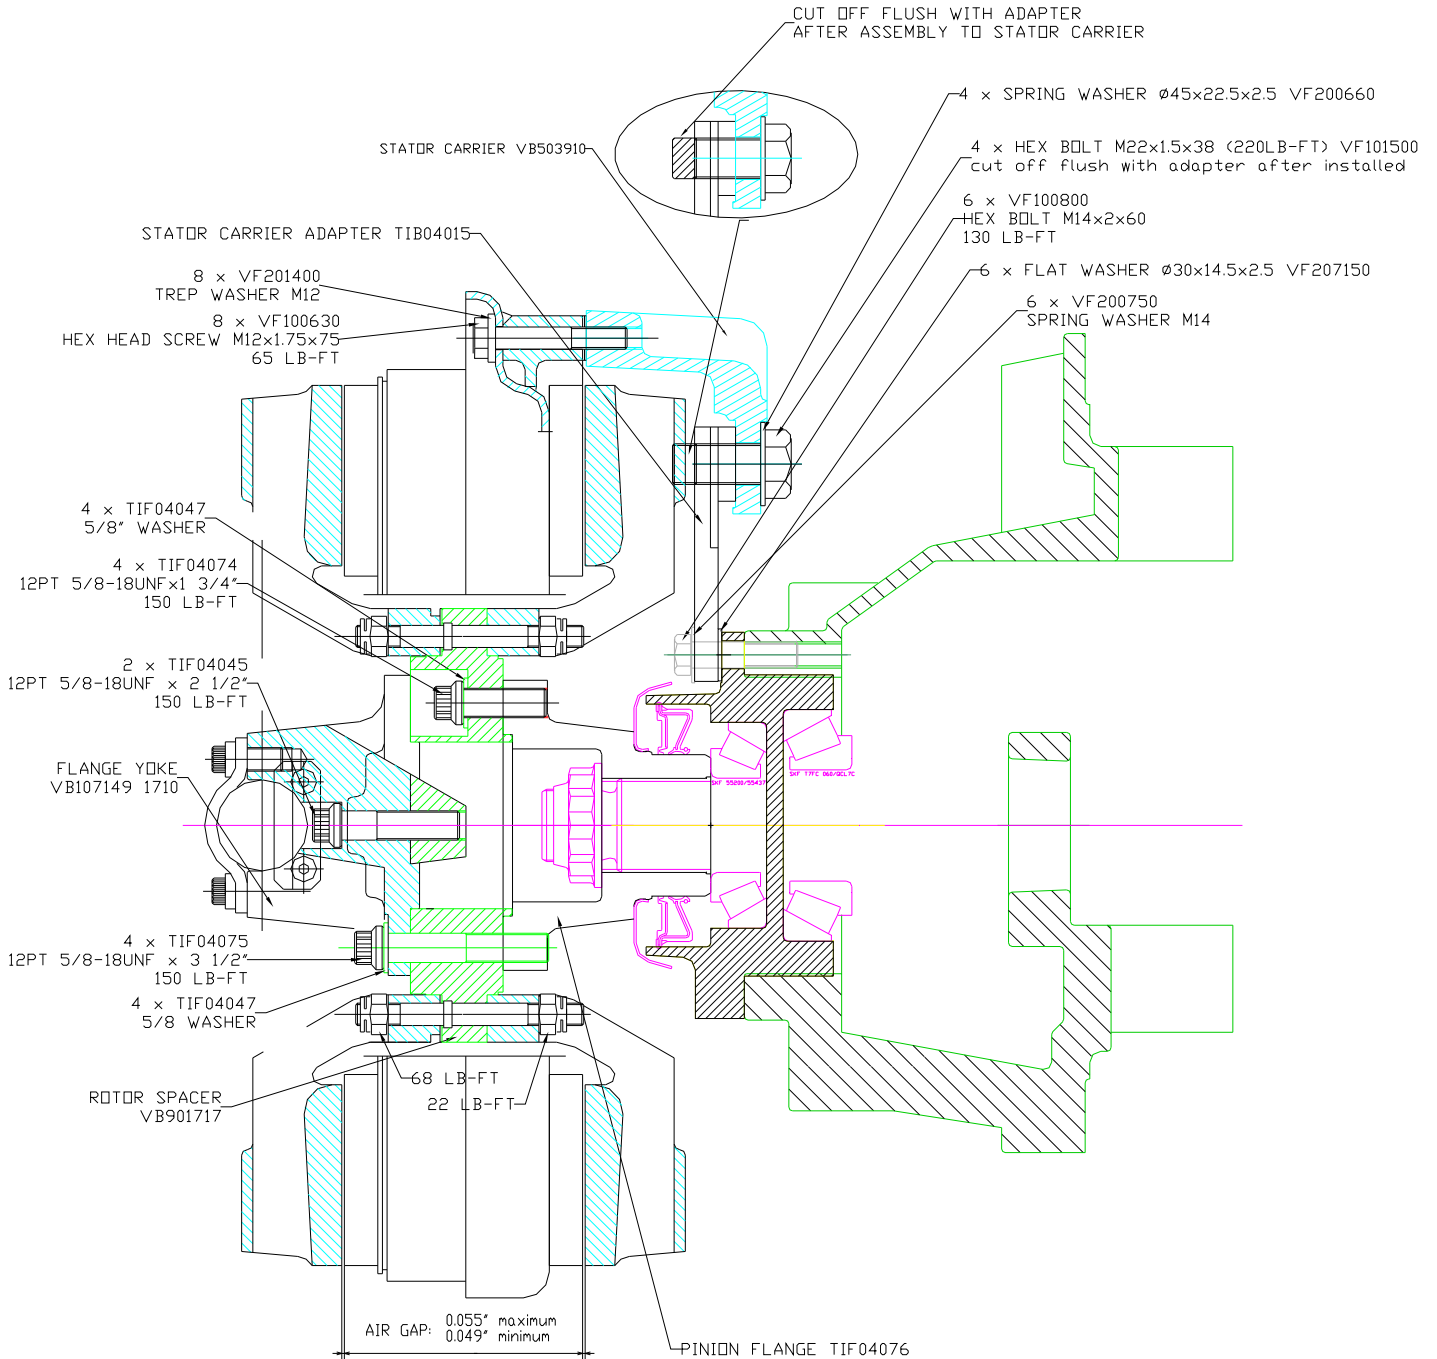 CUT OFF FLUSH WITH ADAPTER
AFTER ASSEMBLY TO STATOR CARRIER
4 x SPRING WASHER Ø45x22.5x2.5 VF200660
STATOR CARRIER VB503910
4 x HEX BOLT M22x1.5x38 (220LB-FT) VF101500
cut off flush with adapter after installed
6 x VF100800
HEX BOLT M14x2x60
130 LB-FT
STATOR CARRIER ADAPTER TIB04015
6 x FLAT WASHER Ø30x14.5x2.5 VF207150
8 x VF201400
TREP WASHER M12
6 x VF200750
SPRING WASHER M14
8 x VF100630
HEX HEAD SCREW M12x1.75x75
65 LB-FT
4 x TIF04047
5/8" WASHER
4 x TIF04074
12PT 5/8-18UNFx1 3/4"
150 LB-FT
2 x TIF04045
12PT 5/8-18UNF x 2 1/2"
150 LB-FT
FLANGE YOKE
VB107149 1710
SKF 55200/55437
SKF T7FC 060/QCL7C
4 x TIF04075
12PT 5/8-18UNF x 3 1/2"
150 LB-FT
4 x TIF04047
5/8 WASHER
68 LB-FT
22 LB-FT
ROTOR SPACER
VB901717
AIR GAP: 0.055" maximum
0.049" minimum
PINION FLANGE TIF04076